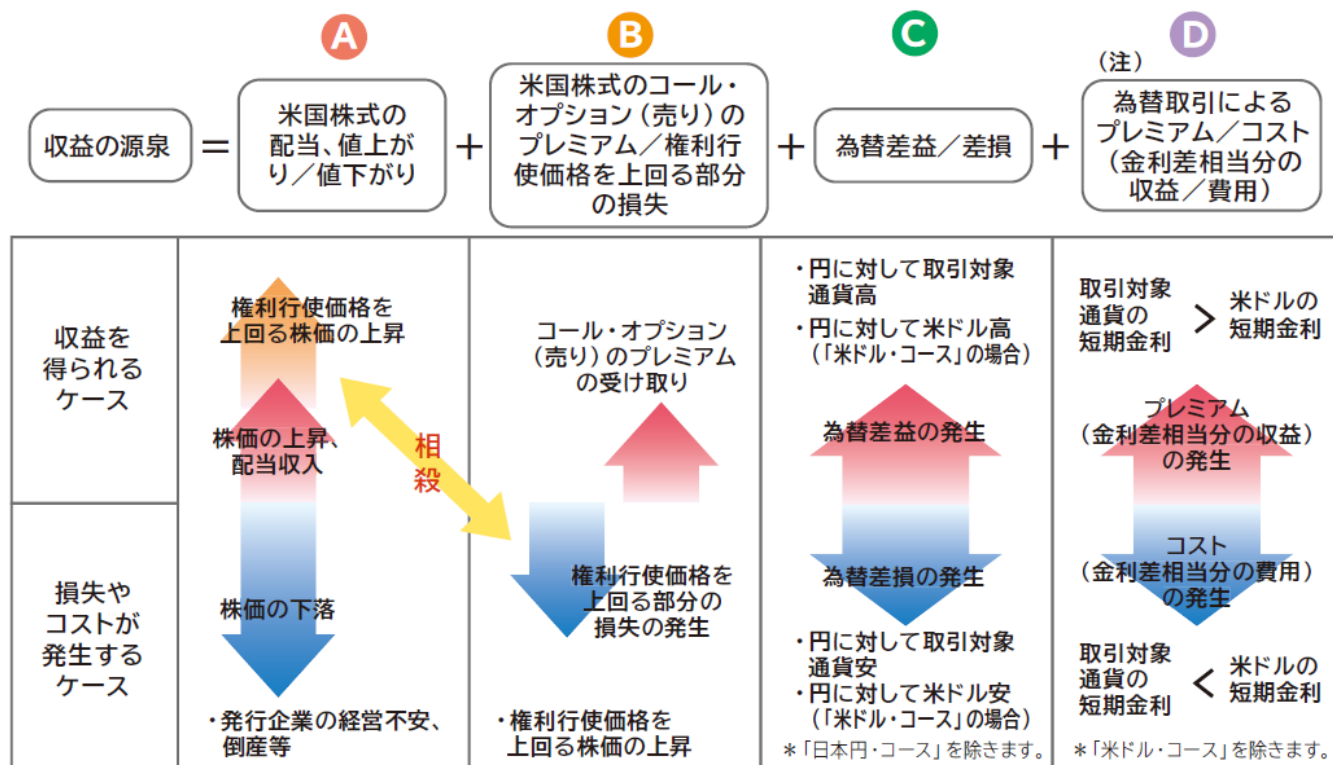 A
B
C
D
(注)
収益の源泉
=
米国株式の
配当、値上が
り/値下がり
+
米国株式のコール・
オプション(売り)の
プレミアム/権利行
使価格を上回る部分
の損失
+
為替差益/差損
+
為替取引による
プレミアム/コスト
(金利差相当分の
収益/費用)
収益を
得られる
ケース
権利行使価格を
上回る株価の上昇
株価の上昇、
配当収入
相
殺
コール・オプション
(売り)のプレミアム
の受け取り
・円に対して取引対象
通貨高
・円に対して米ドル高
(「米ドル・コース」の場合)
為替差益の発生
取引対象
通貨の
短期金利
>
米ドルの
短期金利
プレミアム
(金利差相当分の収益)
の発生
損失や
コストが
発生する
ケース
株価の下落
・発行企業の経営不安、
倒産等
権利行使価格を
上回る部分の
損失の発生
・権利行使価格を
上回る株価の上昇
為替差損の発生
・円に対して取引対象
通貨安
・円に対して米ドル安
(「米ドル・コース」の場合)
*「日本円・コース」を除きます。
コスト
(金利差相当分の費用)
の発生
取引対象
通貨の
短期金利
<
米ドルの
短期金利
*「米ドル・コース」を除きます。